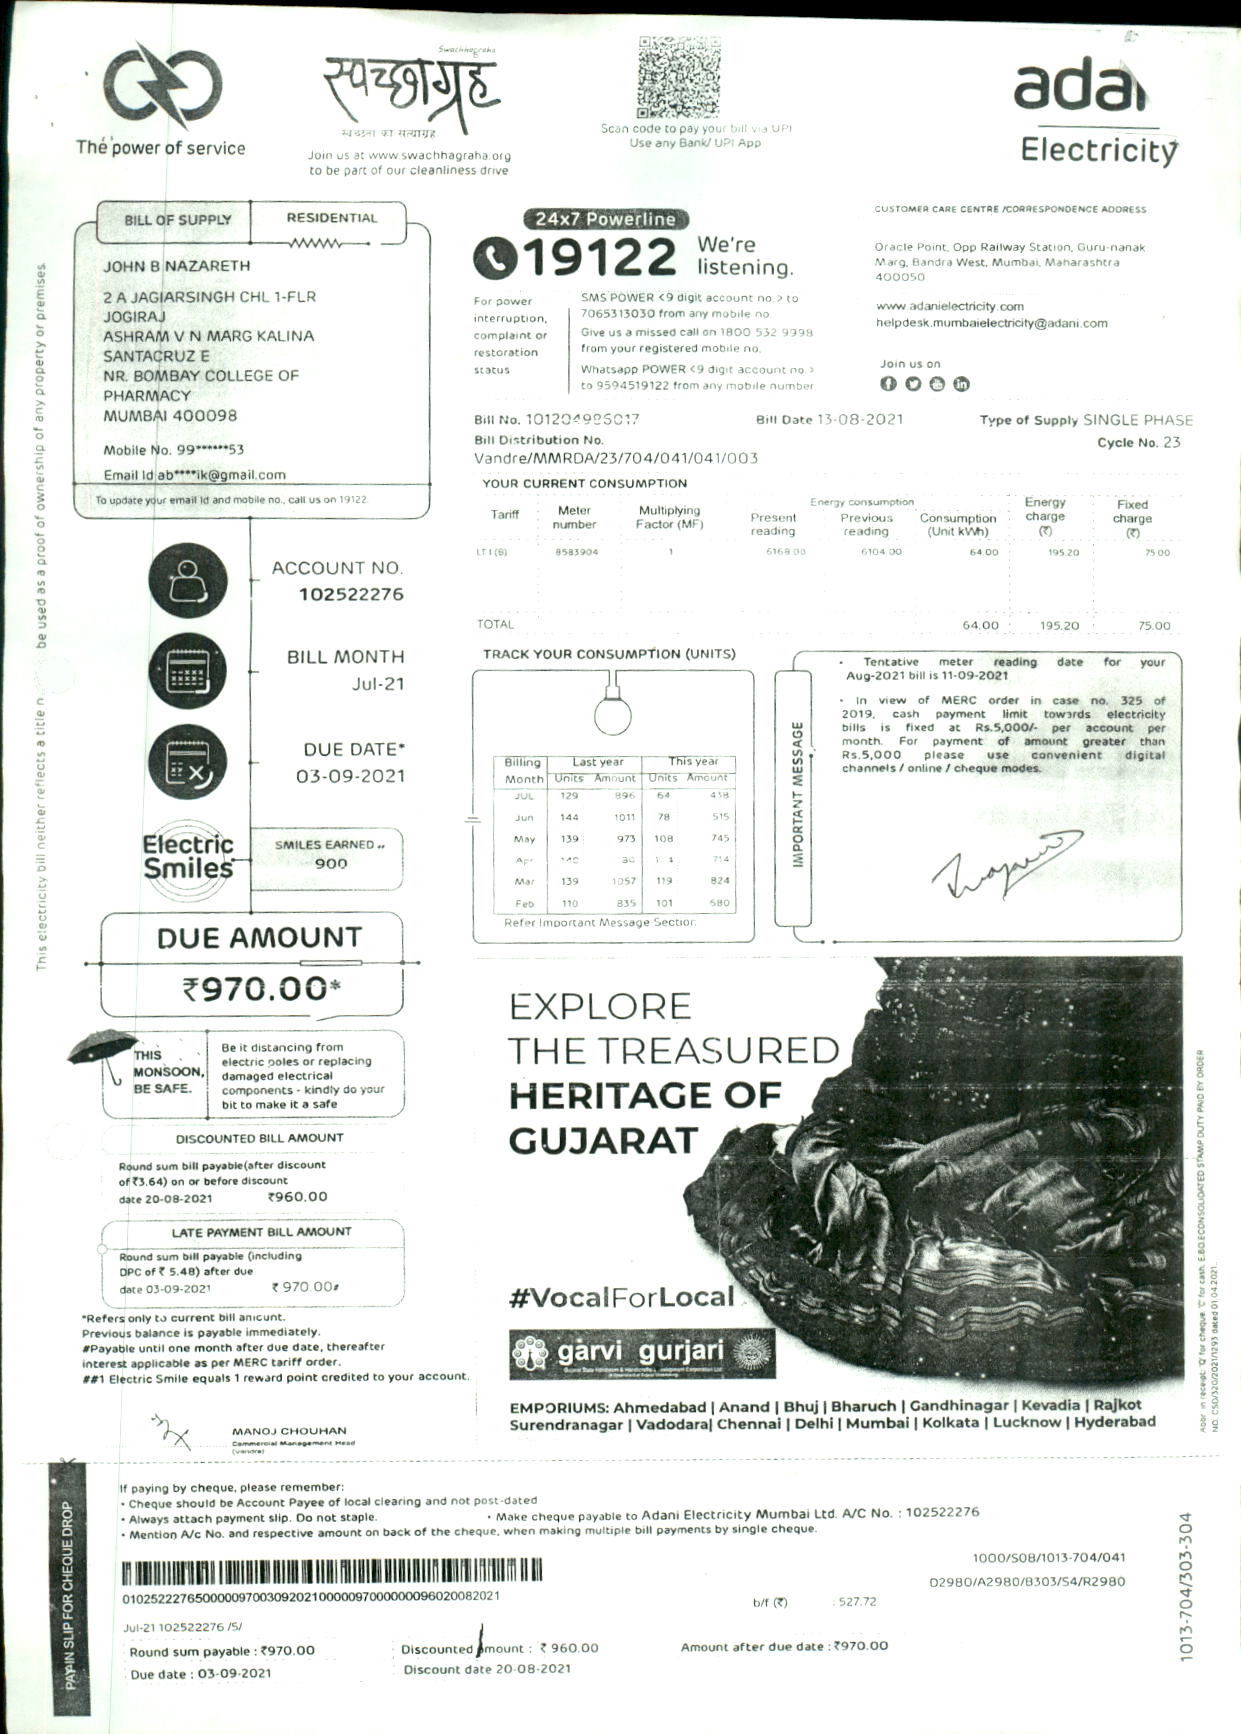 Swachhagraha
स्वच्छाग्रह
The power of service
Join us at www.swachhagraha.org
to be part of our cleanliness drive
Scan code to pay your bill via UPI
Use any Bank/ UPI App
Electricity
BILL OF SUPPLY
RESIDENTIAL
JOHN B NAZARETH
2 A JAGIARSINGH CHL 1-FLR
JOGIRAJ
ASHRAM V N MARG KALINA
SANTACRUZ E
NR. BOMBAY COLLEGE OF
PHARMACY
MUMBAI 400098
Mobile No. 99******53
Email Id ab****ik@gmail.com
To update your email Id and mobile no., call us on 19122
24x7 Powerline
19122 We're
listening.
For power
interruption,
complaint or
restoration
status
SMS POWER <9 digit account no.> to
7065313030 from any mobile no.
Give us a missed call on 1800 532 9998
from your registered mobile no.
Whatsapp POWER <9 digit account no.>
to 9594519122 from any mobile number
CUSTOMER CARE CENTRE /CORRESPONDENCE ADDRESS
Oracle Point, Opp Railway Station, Guru-nanak
Marg, Bandra West, Mumbai, Maharashtra
400050
www.adanielectricity.com
helpdesk.mumbaielectricity@adani.com
Join us on
Bill No. Bill Date 13-08-2021 Type of Supply SINGLE PHASE
Bill Distribution No. Cycle No. 23
Vandre/MMRDA/23/704/041/041/003
YOUR CURRENT CONSUMPTION
Tariff Meter number Multiplying Factor (MF) Energy consumption Present reading Previous reading Consumption (Unit kWh) Energy charge (₹) Fixed charge (₹)
LT I (B) 8583904 1 6168.00 6104.00 64.00 195.20 75.00
TOTAL 64.00 195.20 75.00
ACCOUNT NO.
102522276
BILL MONTH
Jul-21
DUE DATE*
03-09-2021
Electric
Smiles
SMILES EARNED
900
TRACK YOUR CONSUMPTION (UNITS)
Billing Last year This year
Month Units Amount Units Amount
JUL 129 896 64 438
Jun 144 1011 78 515
May 139 973 108 745
Apr 714
Mar 139 1057 119 824
Feb 110 835 101 680
Refer Important Message Section
IMPORTANT MESSAGE
· Tentative meter reading date for your
Aug-2021 bill is 11-09-2021
· In view of MERC order in case no. 325 of
2019, cash payment limit towards electricity
bills is fixed at Rs.5,000/- per account per
month. For payment of amount greater than
Rs.5,000 please use convenient digital
channels / online / cheque modes.
DUE AMOUNT
₹970.00*
THIS
MONSOON,
BE SAFE.
Be it distancing from
electric poles or replacing
damaged electrical
components - kindly do your
bit to make it a safe
DISCOUNTED BILL AMOUNT
Round sum bill payable(after discount
of ₹3.64) on or before discount
date 20-08-2021 ₹960.00
LATE PAYMENT BILL AMOUNT
Round sum bill payable (including
DPC of ₹ 5.48) after due
date 03-09-2021 ₹ 970.00#
*Refers only to current bill amount.
Previous balance is payable immediately.
#Payable until one month after due date, thereafter
interest applicable as per MERC tariff order.
##1 Electric Smile equals 1 reward point credited to your account.
MANOJ CHOUHAN
Commercial Management Head
(Vandre)
EXPLORE
THE TREASURED
HERITAGE OF
GUJARAT
#VocalForLocal
garvi gurjari
EMPORIUMS: Ahmedabad | Anand | Bhuj | Bharuch | Gandhinagar | Kevadia | Rajkot
Surendranagar | Vadodara| Chennai | Delhi | Mumbai | Kolkata | Lucknow | Hyderabad
This electricity bill neither reflects a title n be used as a proof of ownership of any property or premises.
Abbr in receipt: 'Q' for cheque, 'C' for cash. E.&O.E.CONSOLIDATED STAMP DUTY PAID BY ORDER
NO. CSD/320/2021/1293 dated 01.04.2021.
PAY-IN SLIP FOR CHEQUE DROP
If paying by cheque, please remember:
· Cheque should be Account Payee of local clearing and not post-dated
· Always attach payment slip. Do not staple. · Make cheque payable to Adani Electricity Mumbai Ltd. A/C No. : 102522276
· Mention A/c No. and respective amount on back of the cheque, when making multiple bill payments by single cheque.
1000/S0B/1013-704/041
D2980/A2980/B303/S4/R2980
b/f (₹) : 527.72
Jul-21 102522276 /5/
Round sum payable : ₹970.00 Discounted amount : ₹ 960.00 Amount after due date : ₹970.00
Due date : 03-09-2021 Discount date 20-08-2021
1013-704/303-304